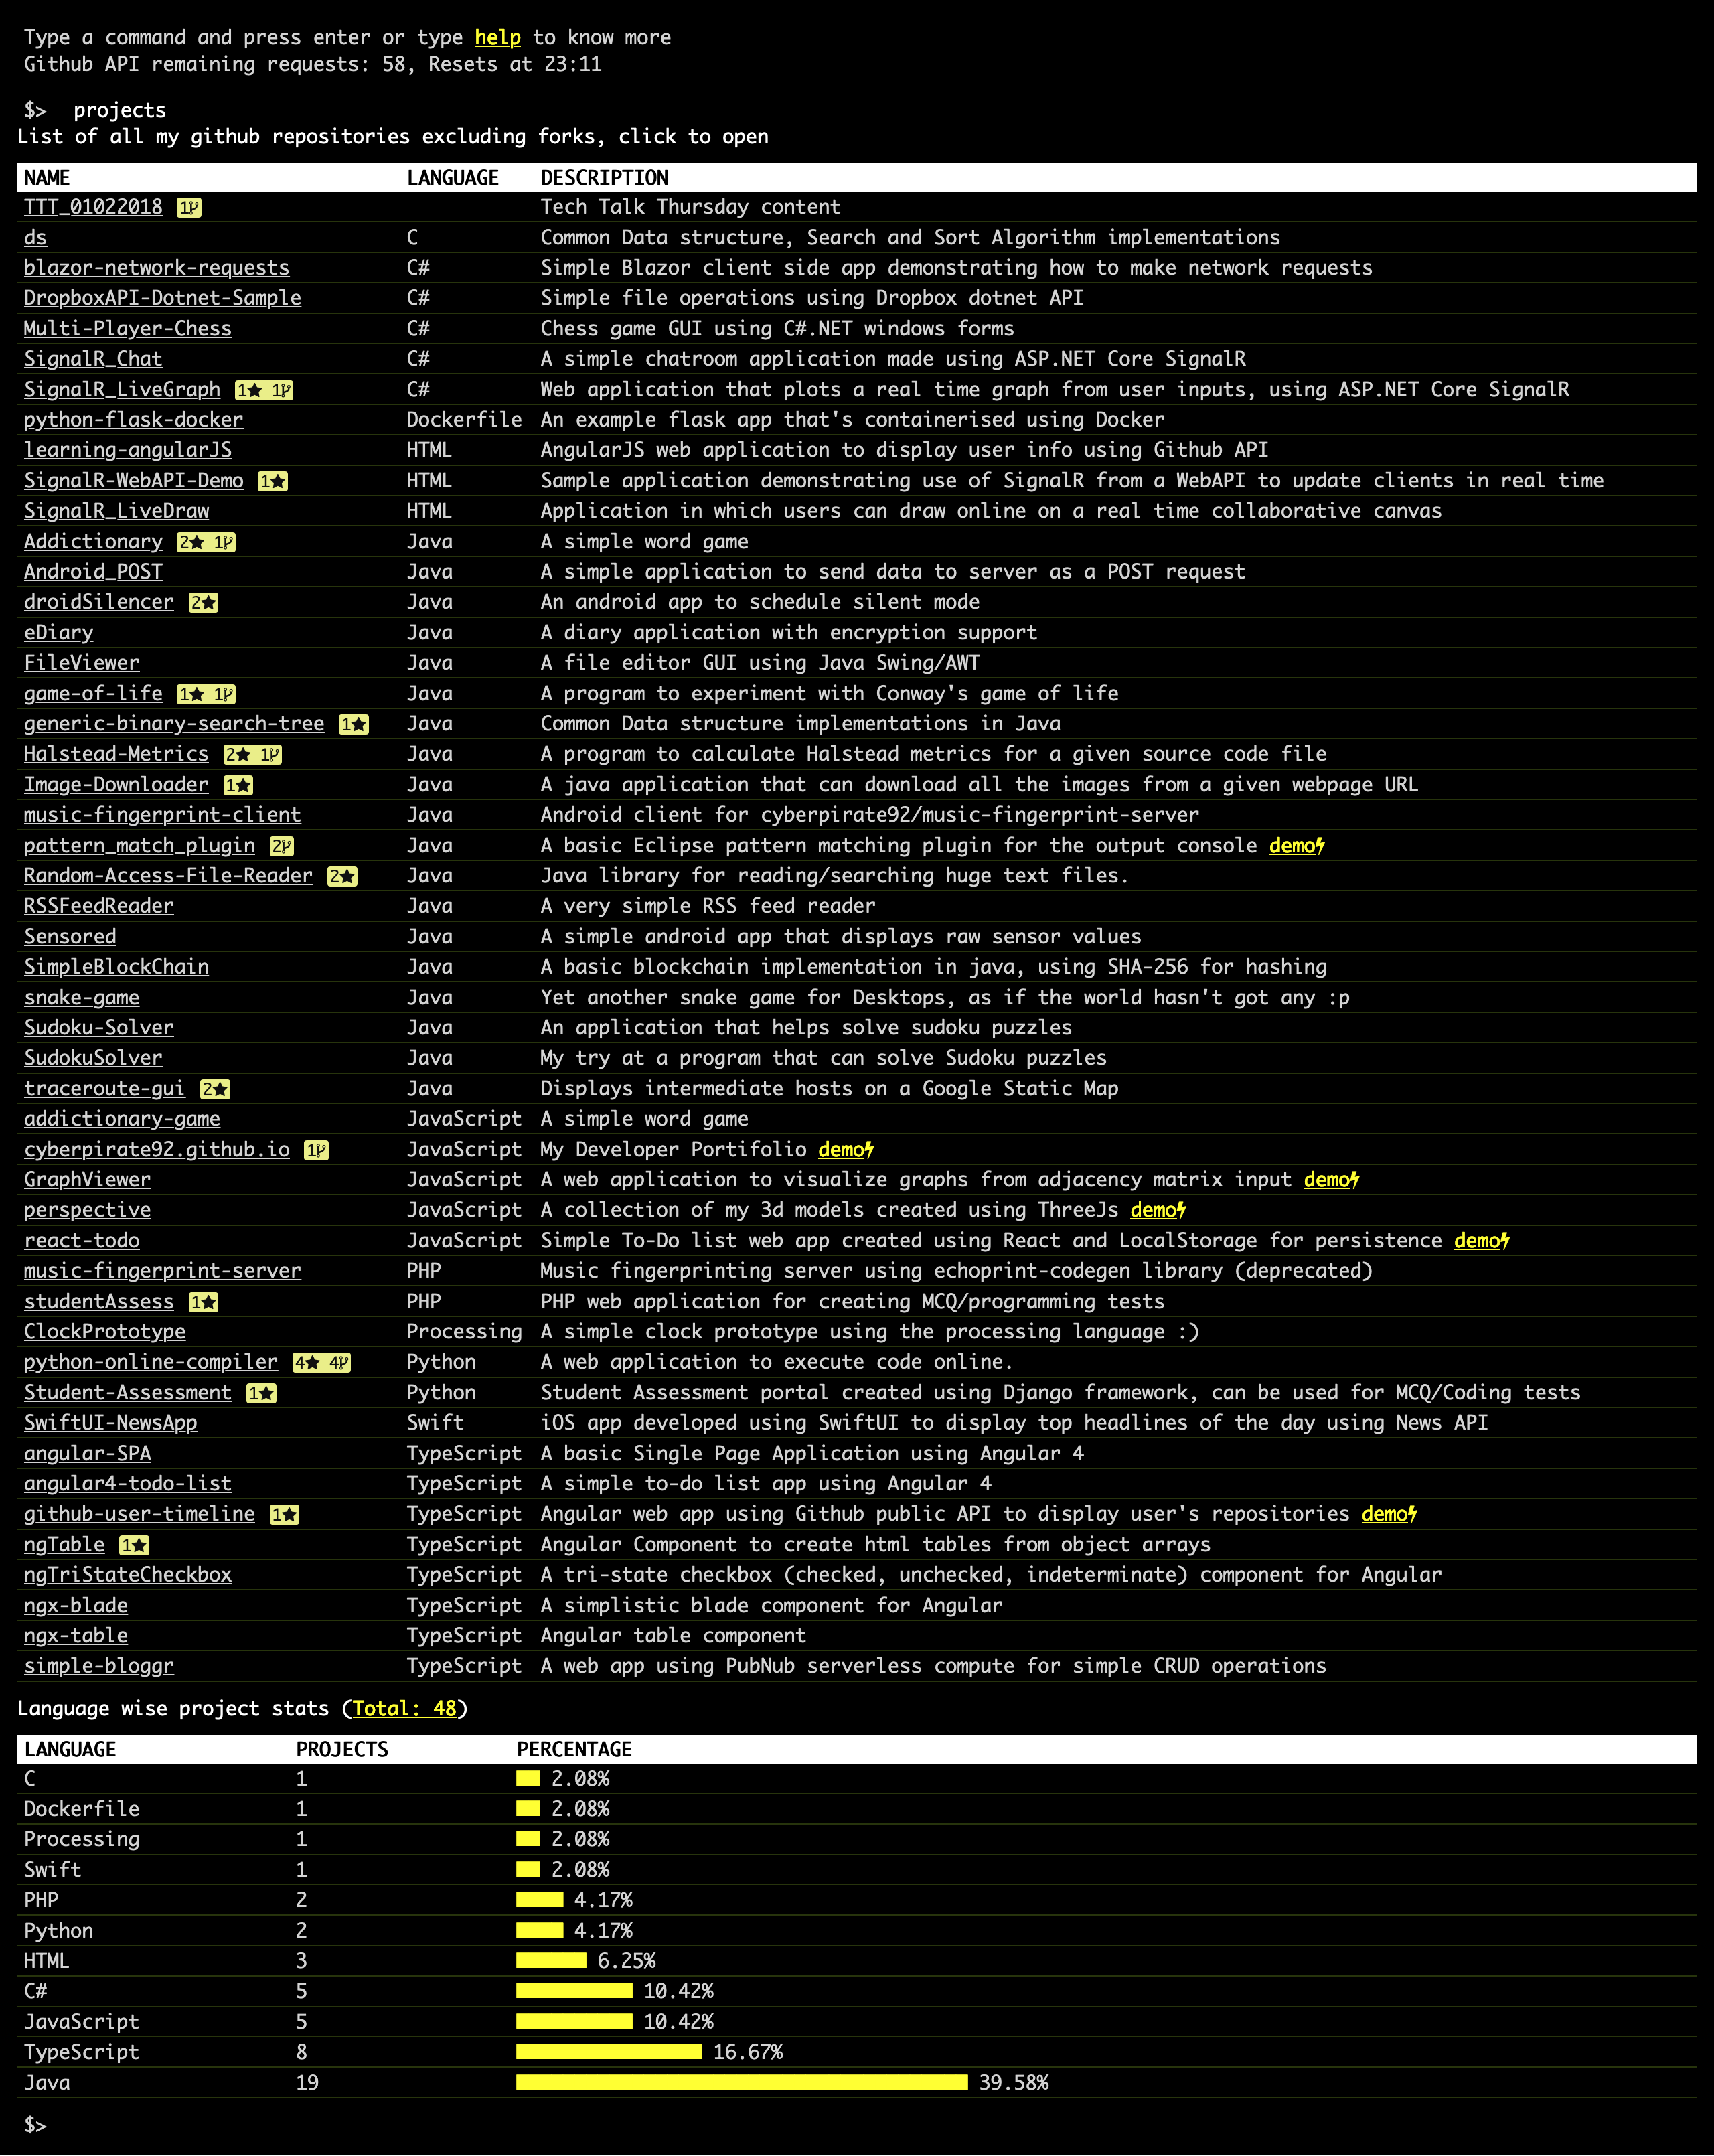 Type a command and press enter or type help to know more
Github API remaining requests: 58, Resets at 23:11
$> projects
List of all my github repositories excluding forks, click to open
NAME LANGUAGE DESCRIPTION
TTT_01022018 1 Tech Talk Thursday content
ds C Common Data structure, Search and Sort Algorithm implementations
blazor-network-requests C# Simple Blazor client side app demonstrating how to make network requests
DropboxAPI-Dotnet-Sample C# Simple file operations using Dropbox dotnet API
Multi-Player-Chess C# Chess game GUI using C#.NET windows forms
SignalR_Chat C# A simple chatroom application made using ASP.NET Core SignalR
SignalR_LiveGraph 1★ 1 C# Web application that plots a real time graph from user inputs, using ASP.NET Core SignalR
python-flask-docker Dockerfile An example flask app that's containerised using Docker
learning-angularJS HTML AngularJS web application to display user info using Github API
SignalR-WebAPI-Demo 1★ HTML Sample application demonstrating use of SignalR from a WebAPI to update clients in real time
SignalR_LiveDraw HTML Application in which users can draw online on a real time collaborative canvas
Addictionary 2★ 1 Java A simple word game
Android_POST Java A simple application to send data to server as a POST request
droidSilencer 2★ Java An android app to schedule silent mode
eDiary Java A diary application with encryption support
FileViewer Java A file editor GUI using Java Swing/AWT
game-of-life 1★ 1 Java A program to experiment with Conway's game of life
generic-binary-search-tree 1★ Java Common Data structure implementations in Java
Halstead-Metrics 2★ 1 Java A program to calculate Halstead metrics for a given source code file
Image-Downloader 1★ Java A java application that can download all the images from a given webpage URL
music-fingerprint-client Java Android client for cyberpirate92/music-fingerprint-server
pattern_match_plugin 2 Java A basic Eclipse pattern matching plugin for the output console demo
Random-Access-File-Reader 2★ Java Java library for reading/searching huge text files.
RSSFeedReader Java A very simple RSS feed reader
Sensored Java A simple android app that displays raw sensor values
SimpleBlockChain Java A basic blockchain implementation in java, using SHA-256 for hashing
snake-game Java Yet another snake game for Desktops, as if the world hasn't got any :p
Sudoku-Solver Java An application that helps solve sudoku puzzles
SudokuSolver Java My try at a program that can solve Sudoku puzzles
traceroute-gui 2★ Java Displays intermediate hosts on a Google Static Map
addictionary-game JavaScript A simple word game
cyberpirate92.github.io 1 JavaScript My Developer Portifolio demo
GraphViewer JavaScript A web application to visualize graphs from adjacency matrix input demo
perspective JavaScript A collection of my 3d models created using ThreeJs demo
react-todo JavaScript Simple To-Do list web app created using React and LocalStorage for persistence demo
music-fingerprint-server PHP Music fingerprinting server using echoprint-codegen library (deprecated)
studentAssess 1★ PHP PHP web application for creating MCQ/programming tests
ClockPrototype Processing A simple clock prototype using the processing language :)
python-online-compiler 4★ 4 Python A web application to execute code online.
Student-Assessment 1★ Python Student Assessment portal created using Django framework, can be used for MCQ/Coding tests
SwiftUI-NewsApp Swift iOS app developed using SwiftUI to display top headlines of the day using News API
angular-SPA TypeScript A basic Single Page Application using Angular 4
angular4-todo-list TypeScript A simple to-do list app using Angular 4
github-user-timeline 1★ TypeScript Angular web app using Github public API to display user's repositories demo
ngTable 1★ TypeScript Angular Component to create html tables from object arrays
ngTriStateCheckbox TypeScript A tri-state checkbox (checked, unchecked, indeterminate) component for Angular
ngx-blade TypeScript A simplistic blade component for Angular
ngx-table TypeScript Angular table component
simple-bloggr TypeScript A web app using PubNub serverless compute for simple CRUD operations
Language wise project stats (Total: 48)
LANGUAGE PROJECTS PERCENTAGE
C 1 2.08%
Dockerfile 1 2.08%
Processing 1 2.08%
Swift 1 2.08%
PHP 2 4.17%
Python 2 4.17%
HTML 3 6.25%
C# 5 10.42%
JavaScript 5 10.42%
TypeScript 8 16.67%
Java 19 39.58%
$>